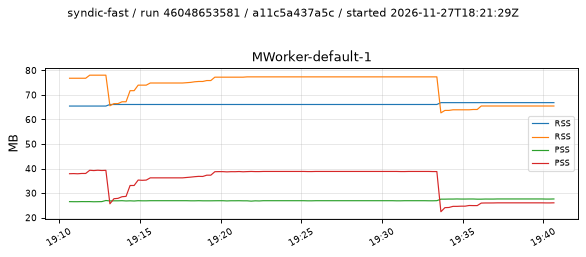 syndic-fast / run 46048653581 / a11c5a437a5c / started 2026-11-27T18:21:29Z
MWorker-default-1
MB
80
70
60
50
40
30
20
RSS
RSS
PSS
PSS
19:10
19:15
19:20
19:25
19:30
19:35
19:40